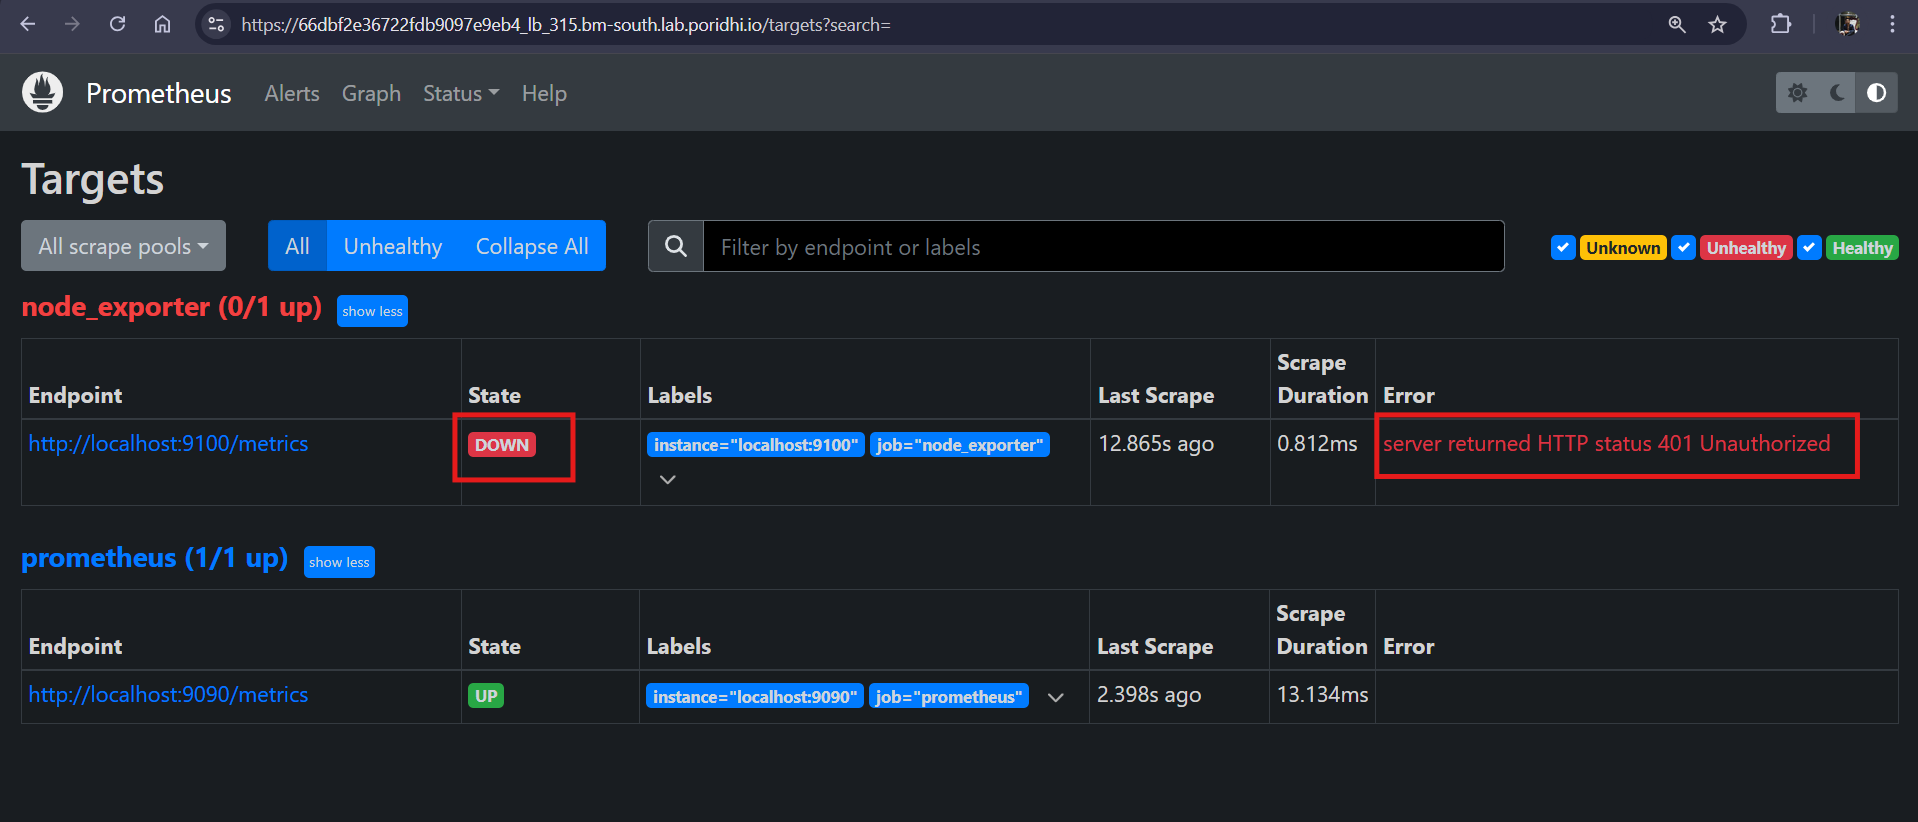 https://66dbf2e36722fdb9097e9eb4_lb_315.bm-south.lab.poridhi.io/targets?search=
Prometheus Alerts Graph Status Help
Targets
All scrape pools All Unhealthy Collapse All Filter by endpoint or labels Unknown Unhealthy Healthy
node_exporter (0/1 up) show less
Endpoint State Labels Last Scrape Scrape Duration Error
http://localhost:9100/metrics DOWN instance="localhost:9100" job="node_exporter" 12.865s ago 0.812ms server returned HTTP status 401 Unauthorized
prometheus (1/1 up) show less
Endpoint State Labels Last Scrape Scrape Duration Error
http://localhost:9090/metrics UP instance="localhost:9090" job="prometheus" 2.398s ago 13.134ms